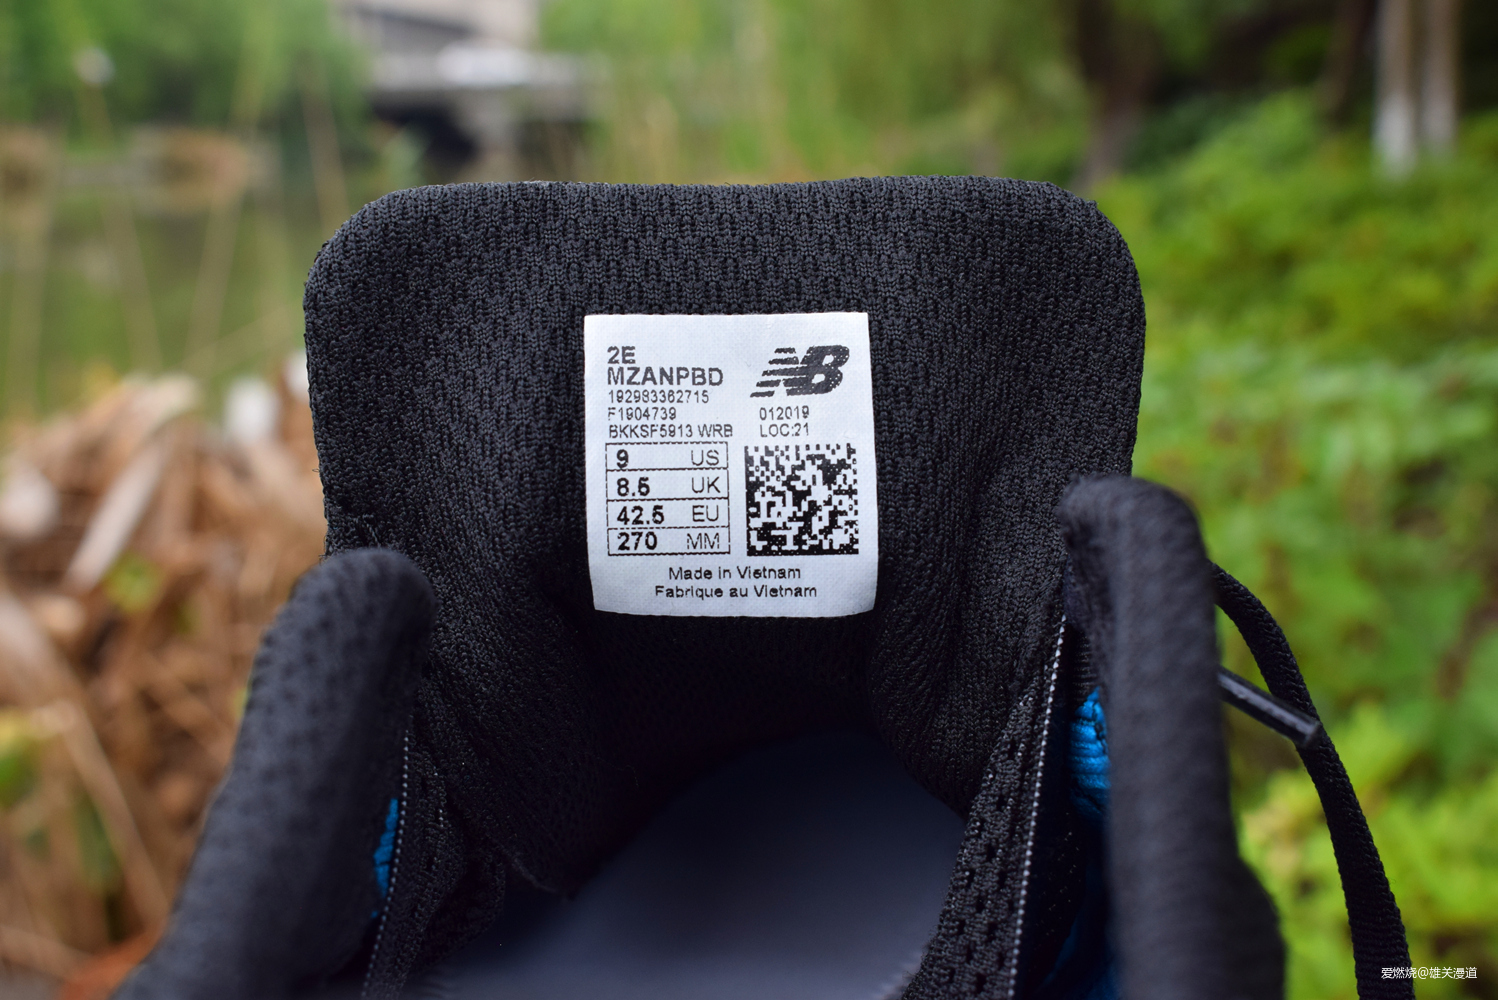 2E
MZANPBD
NB
192983362715
F1904739
012019
BKKSF5913 WRB
LOC:21
9 US
8.5 UK
42.5 EU
270 MM
Made in Vietnam
Fabrique au Vietnam
爱燃烧@雄关漫道